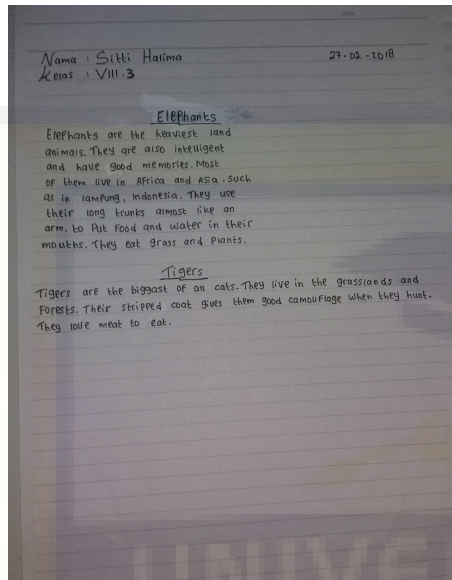 Nama : Sitti Halima 27-02-2018
Kelas : VIII.3
Elephants
Elephants are the heaviest land
animals. They are also intelligent
and have good memories. Most
of them live in Africa and Asia. Such
as in lampung, Indonesia. They use
their long trunks almost like an
arm. to Put food and water in their
mouths. They eat grass and Plants.
Tigers
Tigers are the biggast of all cats. They live in the grasslands and
Forests. Their stripped coat gives them good camouflage when they hunt.
They love meat to eat.
UNIVE